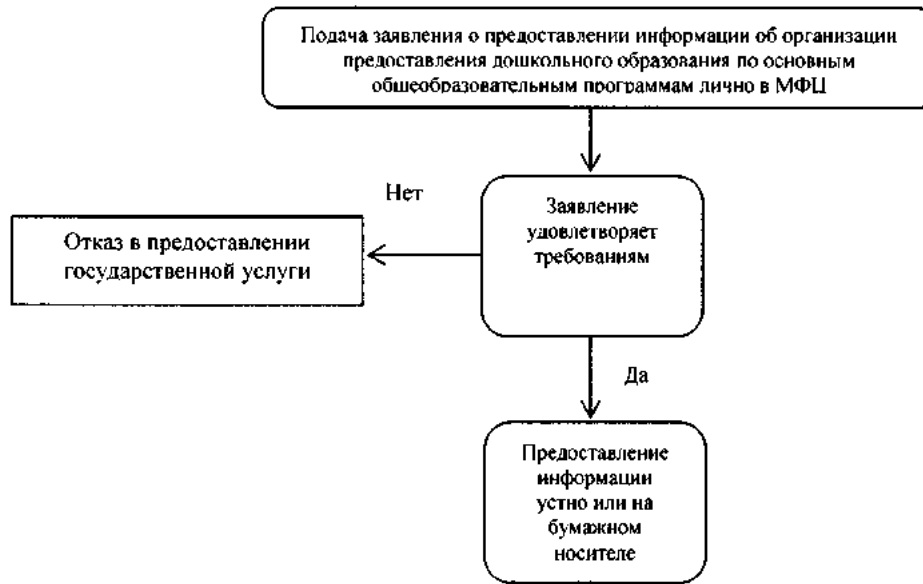 Подача заявления о предоставлении информации об организации
предоставления дошкольного образования по основным
общеобразовательным программам лично в МФЦ
Нет
Заявление
удовлетворяет
требованиям
Отказ в предоставлении
государственной услуги
Да
Предоставление
информации
устно или на
бумажном
носителе